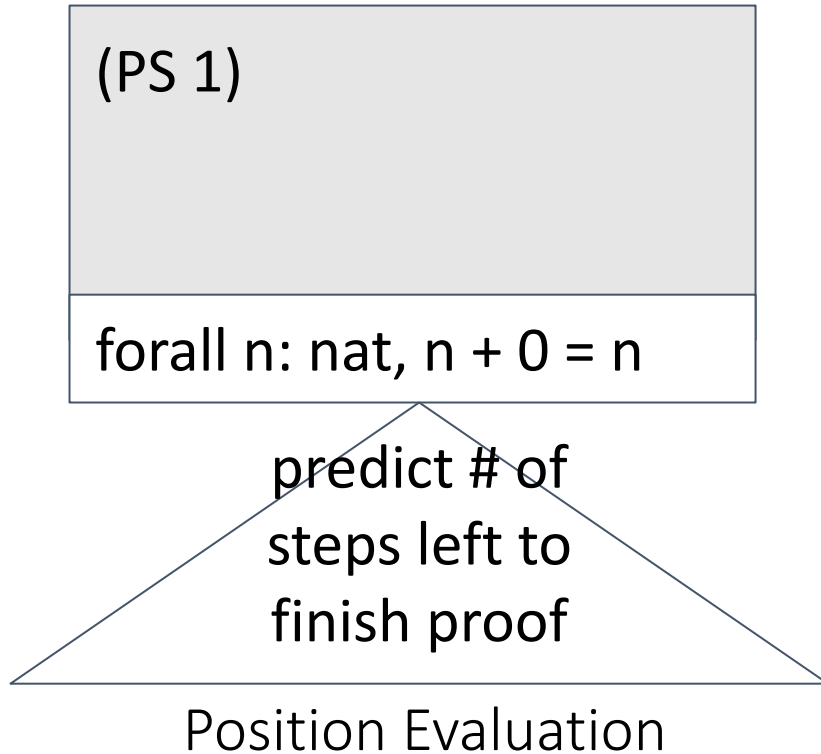 (PS 1)
forall n: nat, n + 0 = n
predict # of
steps left to
finish proof
Position Evaluation